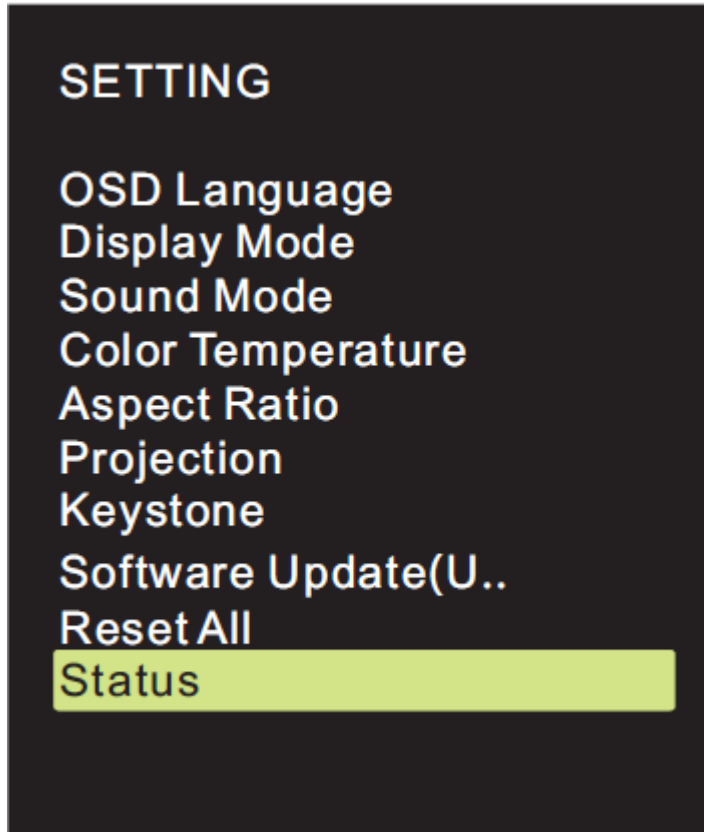 SETTING
OSD Language
Display Mode
Sound Mode
Color Temperature
Aspect Ratio
Projection
Keystone
Software Update(U..
Reset All
Status